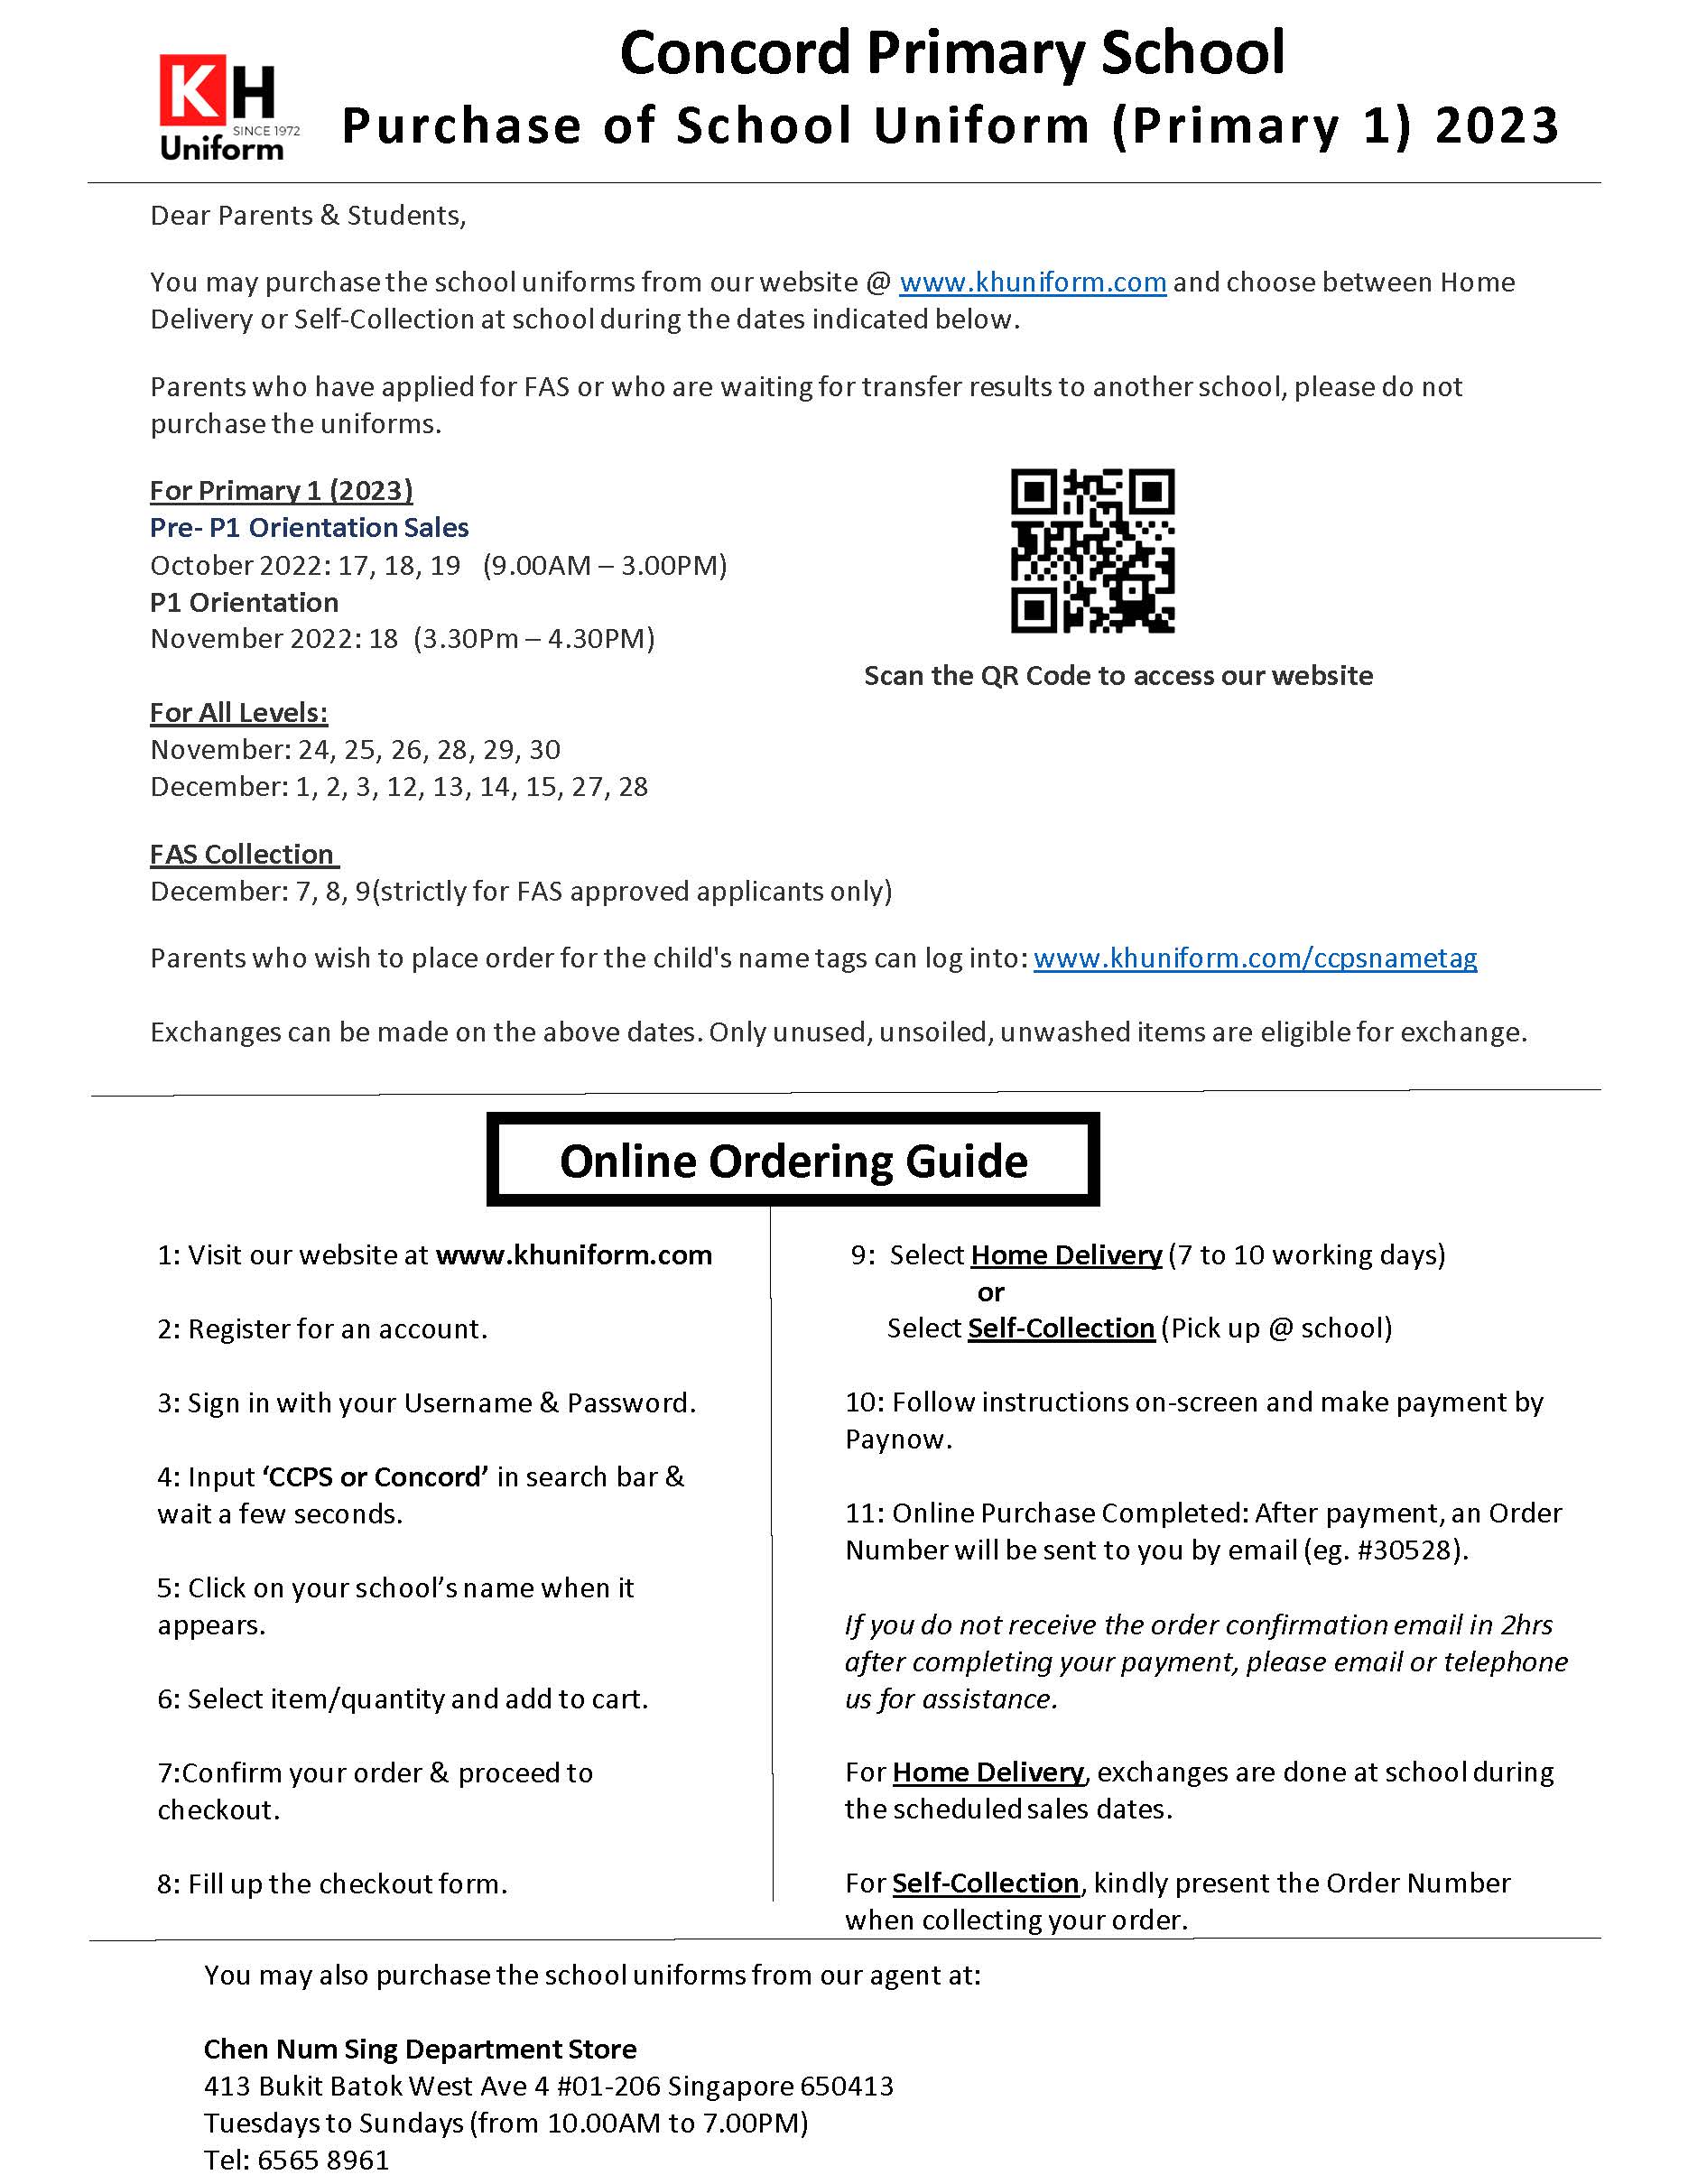 Concord Primary School
KH
SINCE 1972
Uniform
Purchase of School Uniform (Primary 1) 2023
Dear Parents & Students,
You may purchase the school uniforms from our website @ www.khuniform.com and choose between Home
Delivery or Self-Collection at school during the dates indicated below.
Parents who have applied for FAS or who are waiting for transfer results to another school, please do not
purchase the uniforms.
For Primary 1 (2023)
Pre- P1 Orientation Sales
October 2022: 17, 18, 19 (9.00AM – 3.00PM)
P1 Orientation
November 2022: 18 (3.30Pm – 4.30PM)
Scan the QR Code to access our website
For All Levels:
November: 24, 25, 26, 28, 29, 30
December: 1, 2, 3, 12, 13, 14, 15, 27, 28
FAS Collection
December: 7, 8, 9(strictly for FAS approved applicants only)
Parents who wish to place order for the child's name tags can log into: www.khuniform.com/ccpsnametag
Exchanges can be made on the above dates. Only unused, unsoiled, unwashed items are eligible for exchange.
Online Ordering Guide
1: Visit our website at www.khuniform.com
2: Register for an account.
3: Sign in with your Username & Password.
4: Input ‘CCPS or Concord’ in search bar &
wait a few seconds.
5: Click on your school’s name when it
appears.
6: Select item/quantity and add to cart.
7:Confirm your order & proceed to
checkout.
8: Fill up the checkout form.
9: Select Home Delivery (7 to 10 working days)
or
Select Self-Collection (Pick up @ school)
10: Follow instructions on-screen and make payment by
Paynow.
11: Online Purchase Completed: After payment, an Order
Number will be sent to you by email (eg. #30528).
If you do not receive the order confirmation email in 2hrs
after completing your payment, please email or telephone
us for assistance.
For Home Delivery, exchanges are done at school during
the scheduled sales dates.
For Self-Collection, kindly present the Order Number
when collecting your order.
You may also purchase the school uniforms from our agent at:
Chen Num Sing Department Store
413 Bukit Batok West Ave 4 #01-206 Singapore 650413
Tuesdays to Sundays (from 10.00AM to 7.00PM)
Tel: 6565 8961